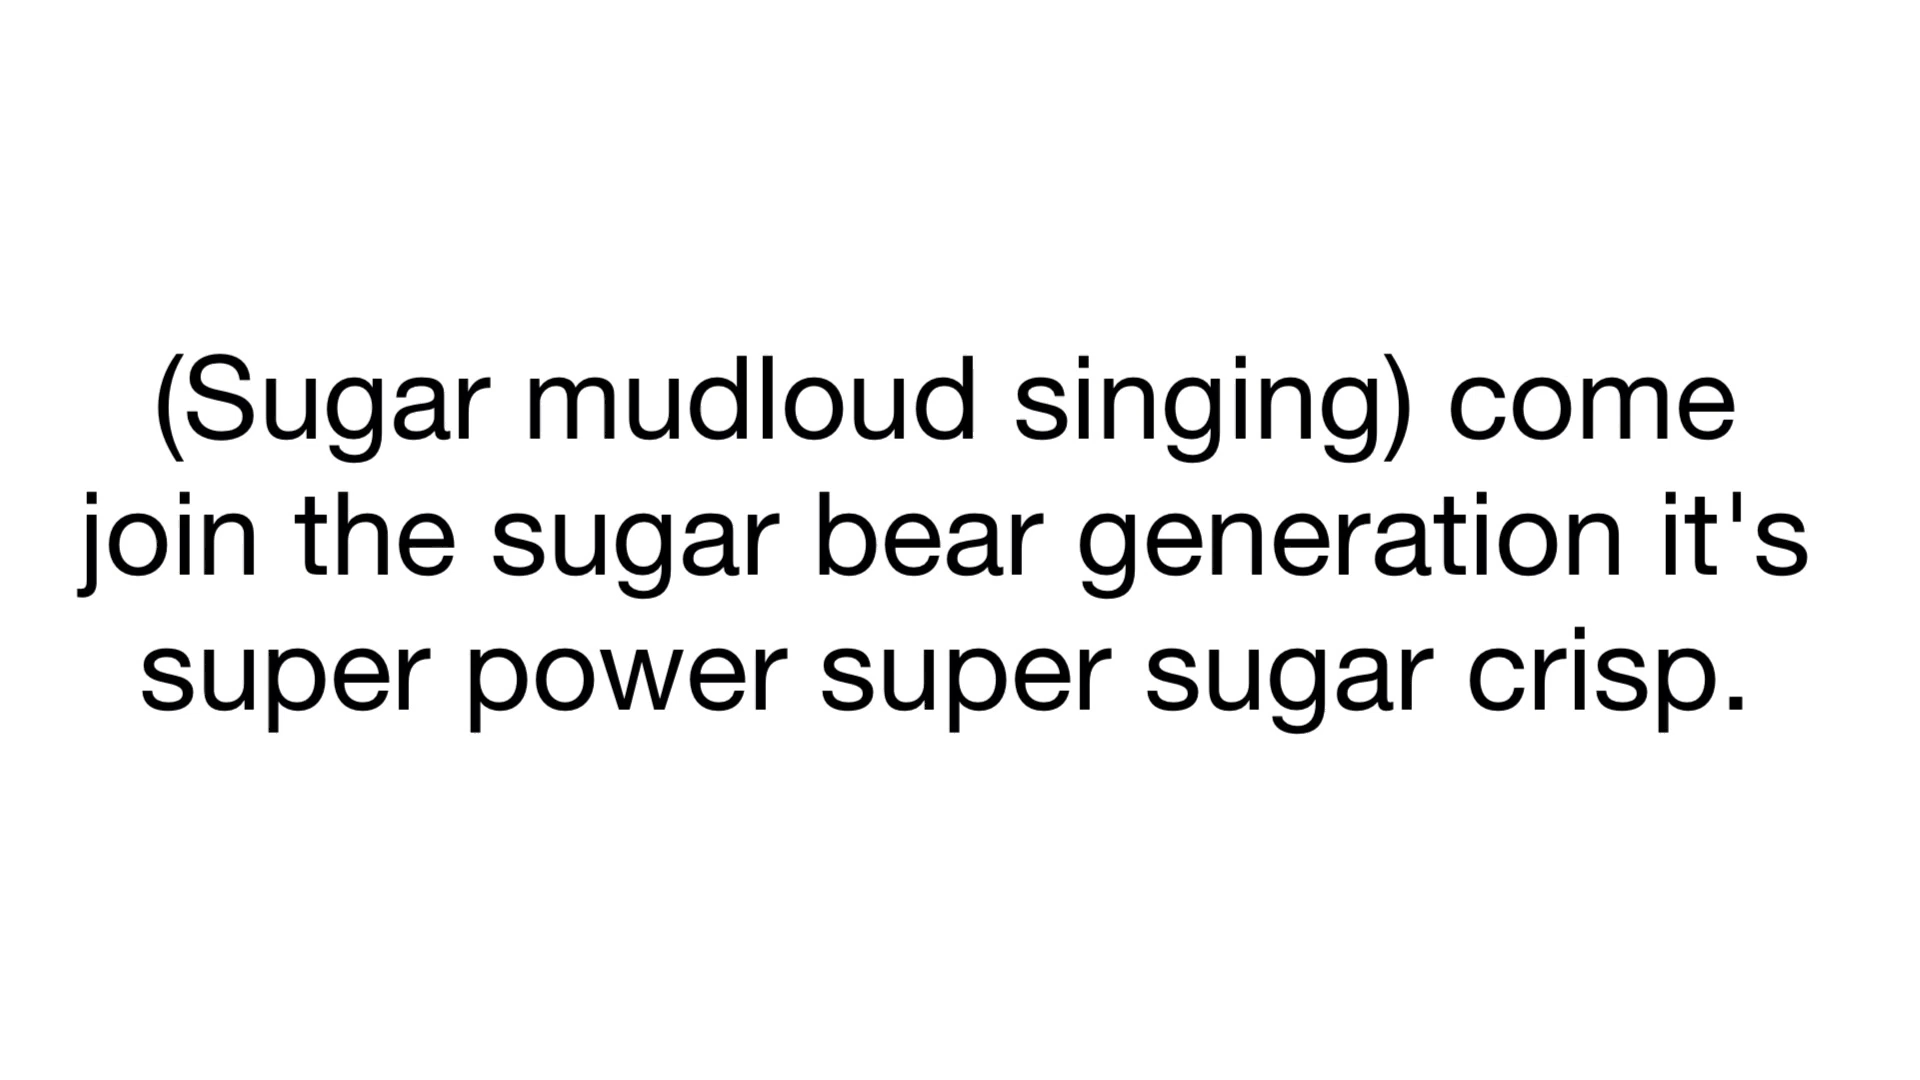 (Sugar mudloud singing) come
join the sugar bear generation it's
super power super sugar crisp.